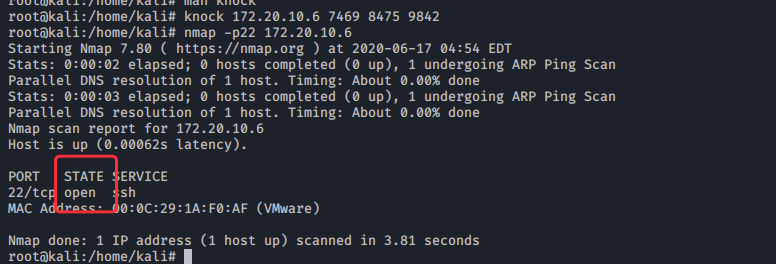 root@kali:/home/kali# man knock
root@kali:/home/kali# knock 172.20.10.6 7469 8475 9842
root@kali:/home/kali# nmap -p22 172.20.10.6
Starting Nmap 7.80 ( https://nmap.org ) at 2020-06-17 04:54 EDT
Stats: 0:00:02 elapsed; 0 hosts completed (0 up), 1 undergoing ARP Ping Scan
Parallel DNS resolution of 1 host. Timing: About 0.00% done
Stats: 0:00:03 elapsed; 0 hosts completed (0 up), 1 undergoing ARP Ping Scan
Parallel DNS resolution of 1 host. Timing: About 0.00% done
Nmap scan report for 172.20.10.6
Host is up (0.00062s latency).
PORT   STATE SERVICE
22/tcp open  ssh
MAC Address: 00:0C:29:1A:F0:AF (VMware)
Nmap done: 1 IP address (1 host up) scanned in 3.81 seconds
root@kali:/home/kali#